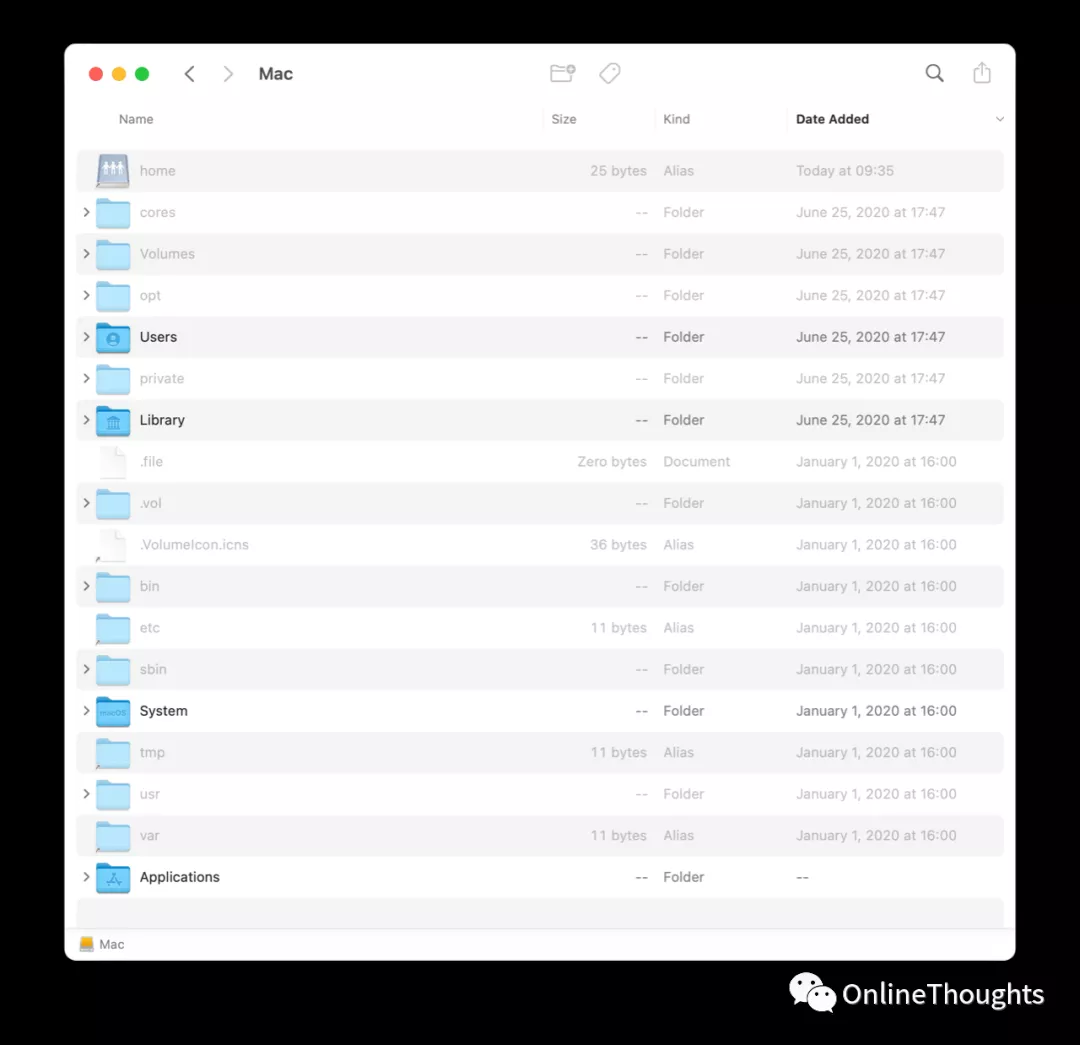 Mac
Name Size Kind Date Added
home 25 bytes Alias Today at 09:35
cores -- Folder June 25, 2020 at 17:47
Volumes -- Folder June 25, 2020 at 17:47
opt -- Folder June 25, 2020 at 17:47
Users -- Folder June 25, 2020 at 17:47
private -- Folder June 25, 2020 at 17:47
Library -- Folder June 25, 2020 at 17:47
.file Zero bytes Document January 1, 2020 at 16:00
.vol -- Folder January 1, 2020 at 16:00
.VolumeIcon.icns 36 bytes Alias January 1, 2020 at 16:00
bin -- Folder January 1, 2020 at 16:00
etc 11 bytes Alias January 1, 2020 at 16:00
sbin -- Folder January 1, 2020 at 16:00
macOS System -- Folder January 1, 2020 at 16:00
tmp 11 bytes Alias January 1, 2020 at 16:00
usr -- Folder January 1, 2020 at 16:00
var 11 bytes Alias January 1, 2020 at 16:00
Applications -- Folder --
Mac
OnlineThoughts